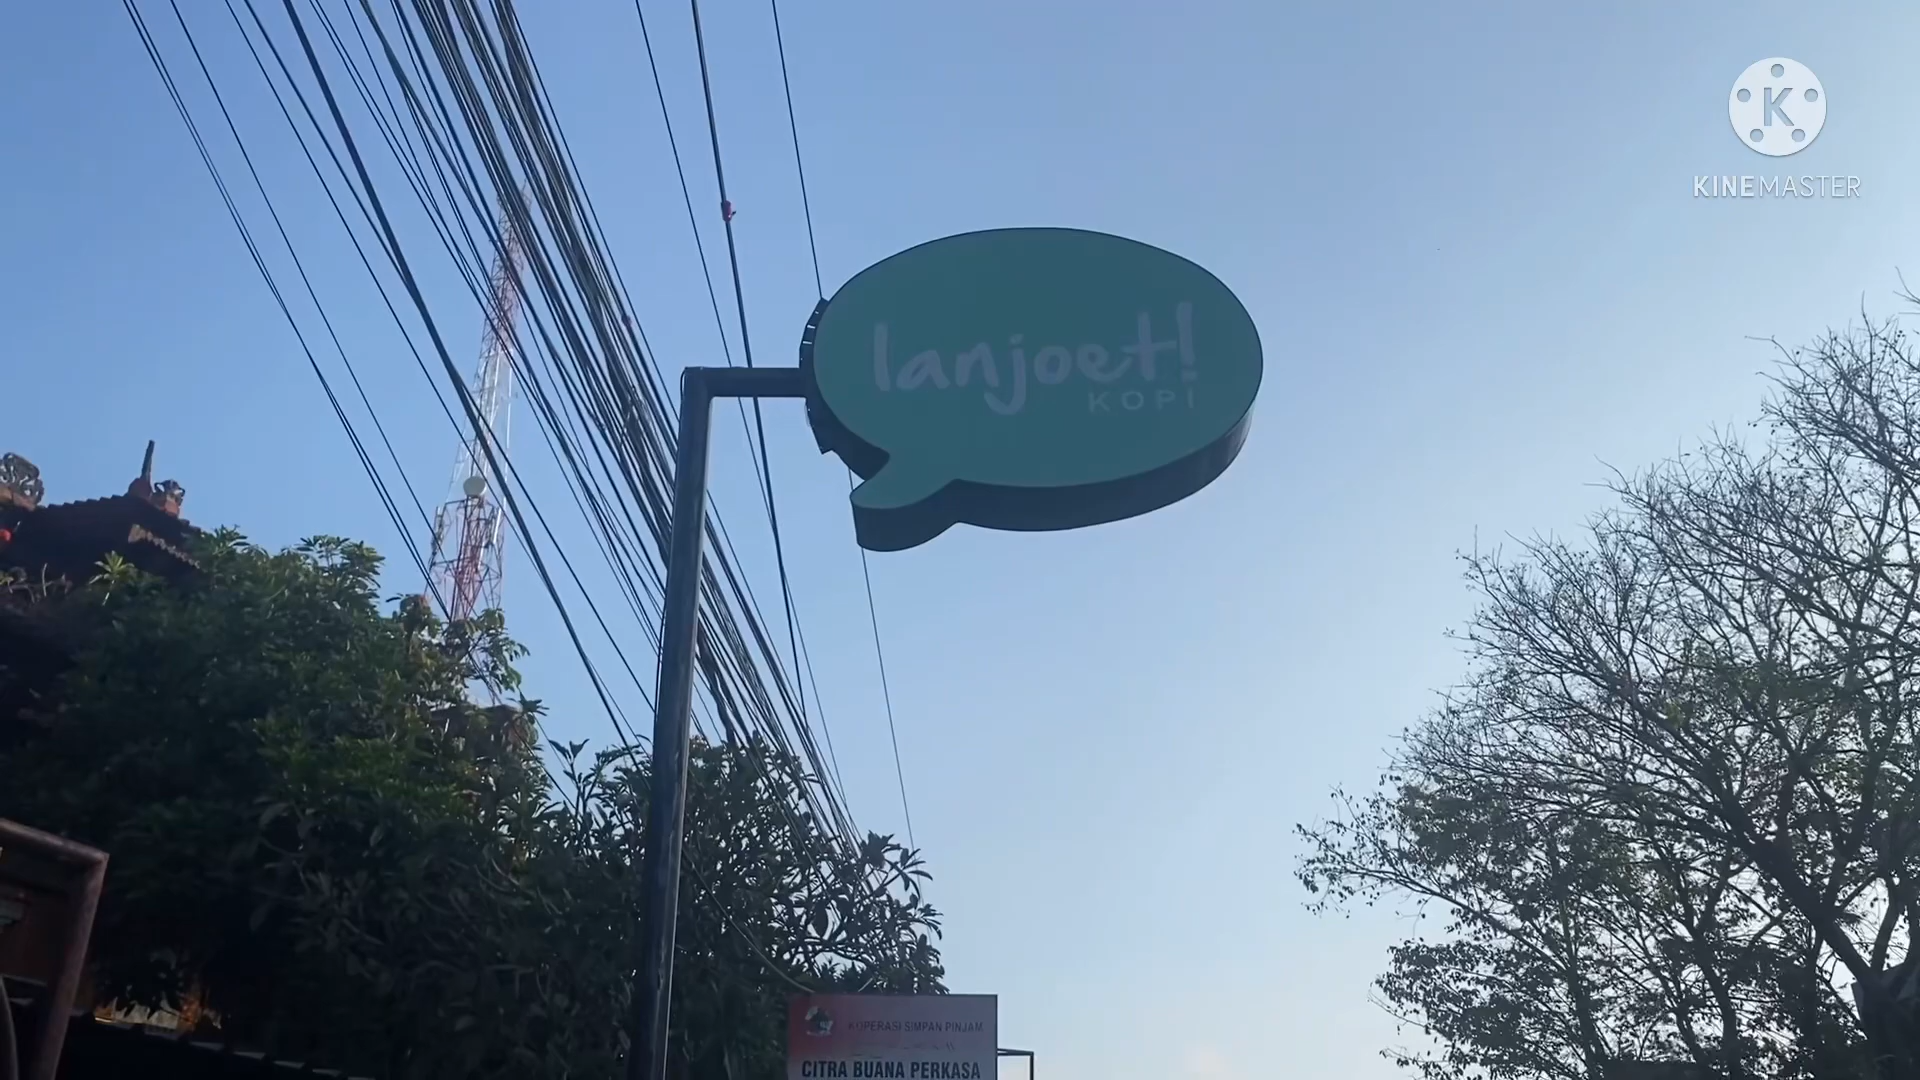 KINEMASTER
lanjoet!
KOPI
KOPERASI SIMPAN PINJAM
CITRA BUANA PERKASA